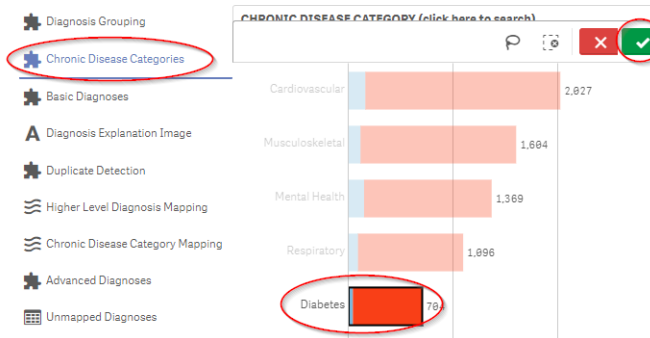 Diagnosis Grouping
Chronic Disease Categories
Basic Diagnoses
A Diagnosis Explanation Image
Duplicate Detection
Higher Level Diagnosis Mapping
Chronic Disease Category Mapping
Advanced Diagnoses
Unmapped Diagnoses
CHRONIC DISEASE CATEGORY (click here to search)
Cardiovascular 2,027
Musculoskeletal 1,604
Mental Health 1,369
Respiratory 1,096
Diabetes 704